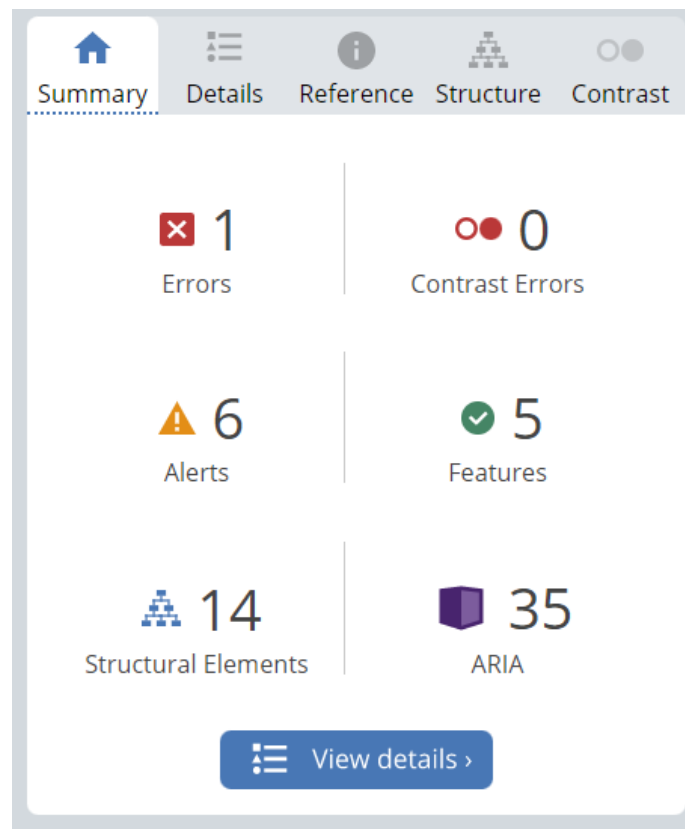 Summary Details Reference Structure Contrast
1 0
Errors Contrast Errors
6 5
Alerts Features
14 35
Structural Elements ARIA
View details ›